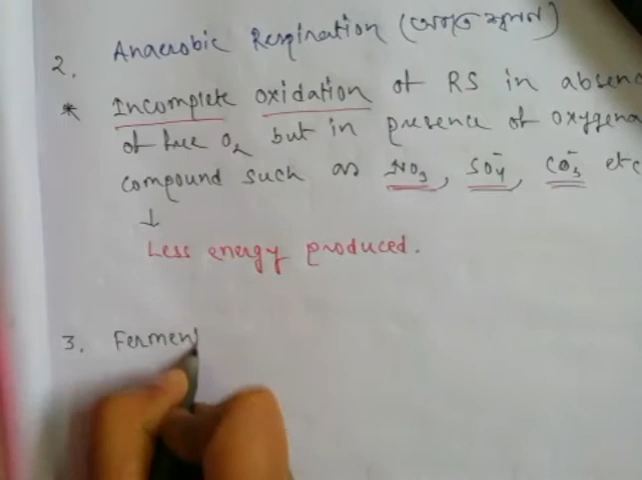 2. Anaerobic Respiration (অবাত শ্বসন)
* Incomplete oxidation of RS in absenc
of free O₂ but in presence of oxygena
compound such as NO₃, SO₄⁻, CO₃⁻ etc
↓
Less energy produced.
3. Fermen